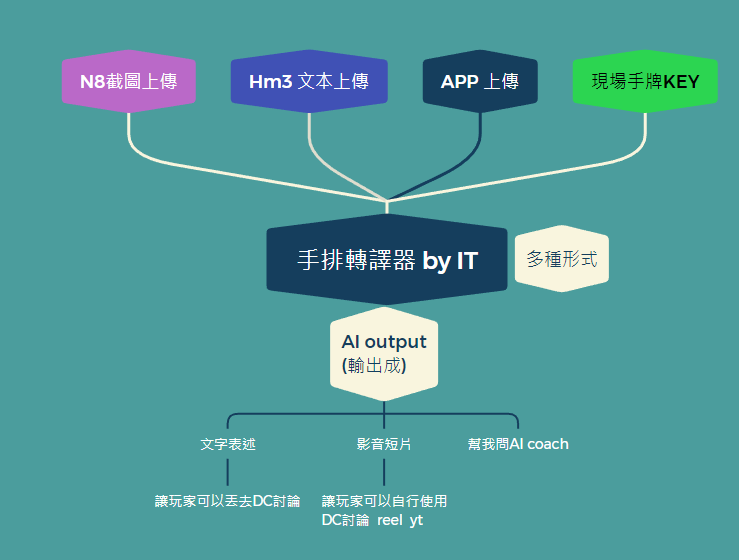 N8截圖上傳
Hm3 文本上傳
APP 上傳
現場手牌KEY
手排轉譯器 by IT
多種形式
AI output
(輸出成)
文字表述
影音短片
幫我問AI coach
讓玩家可以丟去DC討論
讓玩家可以自行使用
DC討論 reel yt